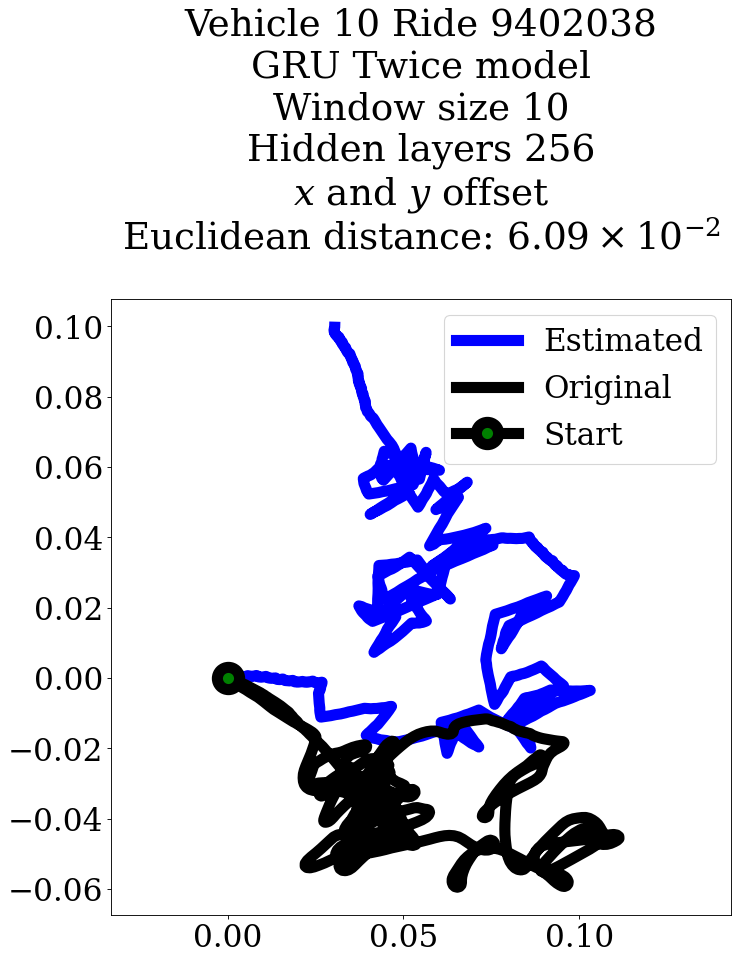 Vehicle 10 Ride 9402038
GRU Twice model
Window size 10
Hidden layers 256
x and y offset
Euclidean distance: 6.09 × 10⁻²
Estimated
Original
Start
0.10
0.08
0.06
0.04
0.02
0.00
−0.02
−0.04
−0.06
0.00 0.05 0.10